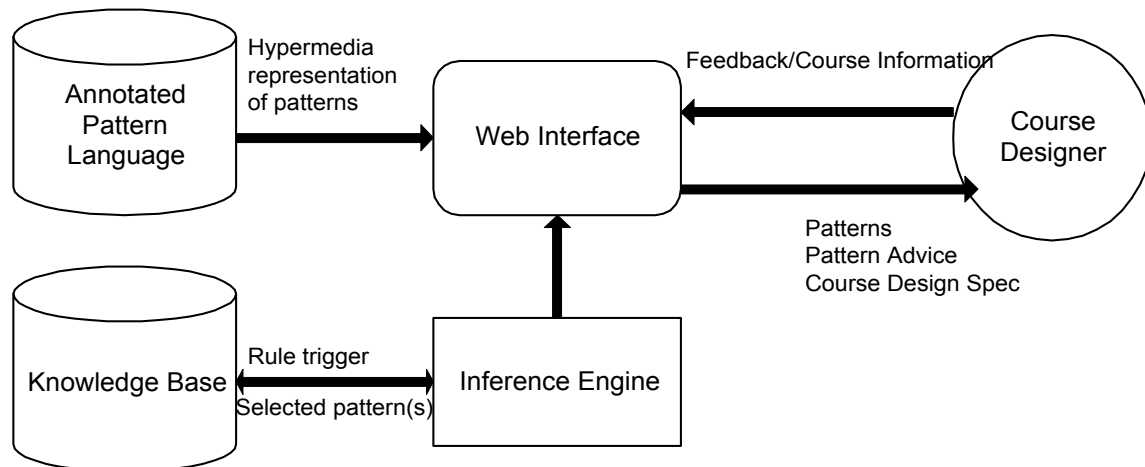 Annotated
Pattern
Language
Hypermedia
representation
of patterns
Web Interface
Feedback/Course Information
Course
Designer
Patterns
Pattern Advice
Course Design Spec
Knowledge Base
Rule trigger
Selected pattern(s)
Inference Engine